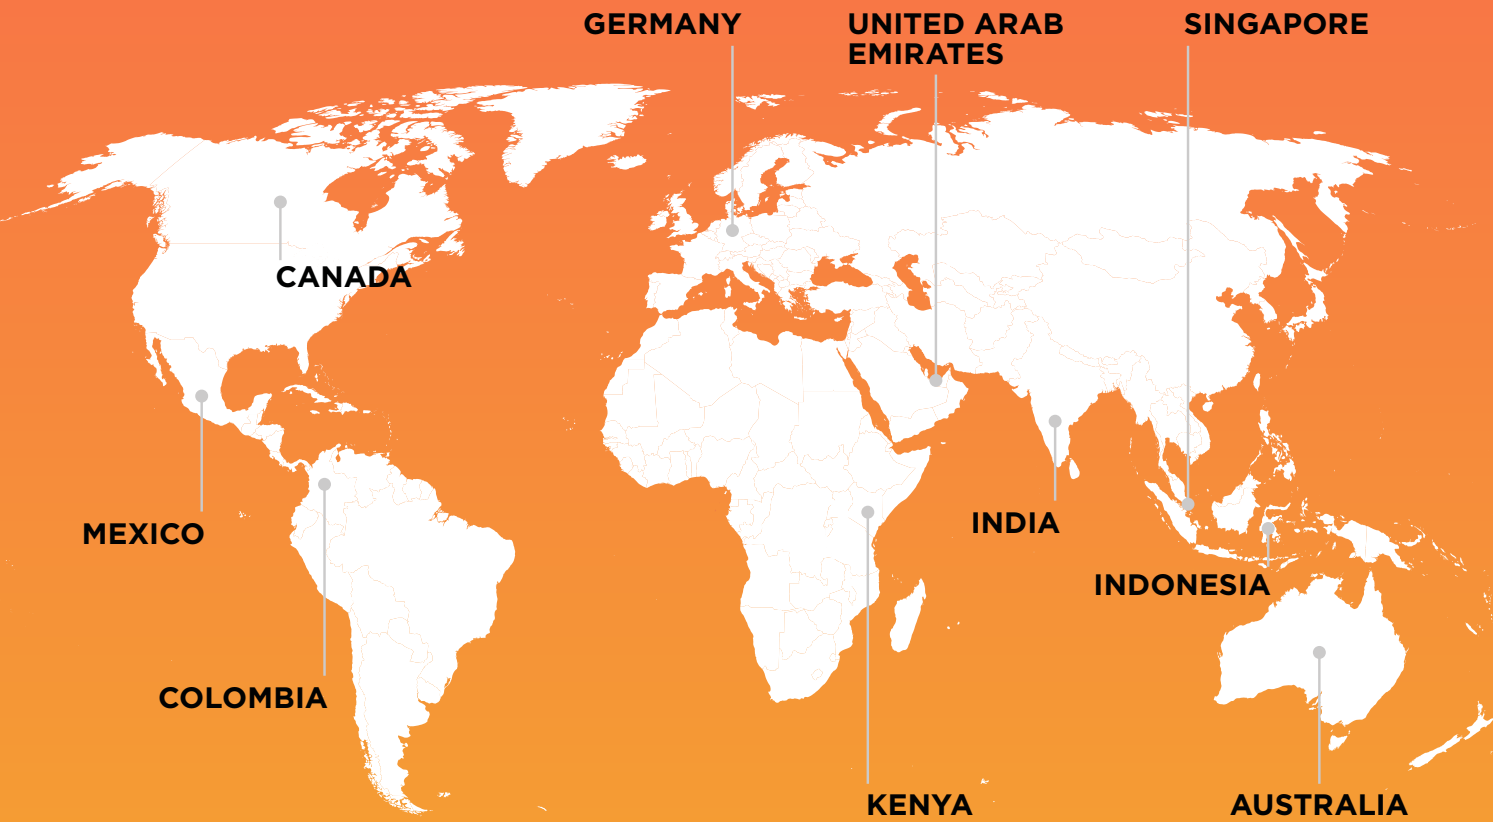 GERMANY
UNITED ARAB
EMIRATES
SINGAPORE
CANADA
MEXICO
INDIA
INDONESIA
COLOMBIA
KENYA
AUSTRALIA